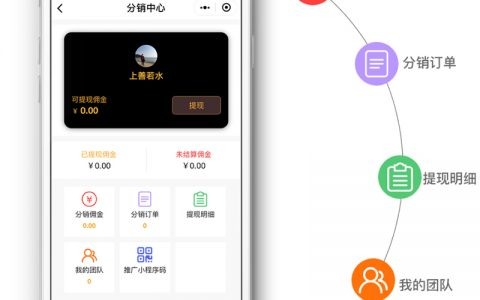 分销中心
上善若水
可提现佣金
¥ 0.00
提现
已提现佣金
未结算佣金
¥ 0.00
¥ 0.00
分销佣金
分销订单
提现明细
0.00
0
我的团队
推广小程序码
0
分销订单
提现明细
我的团队